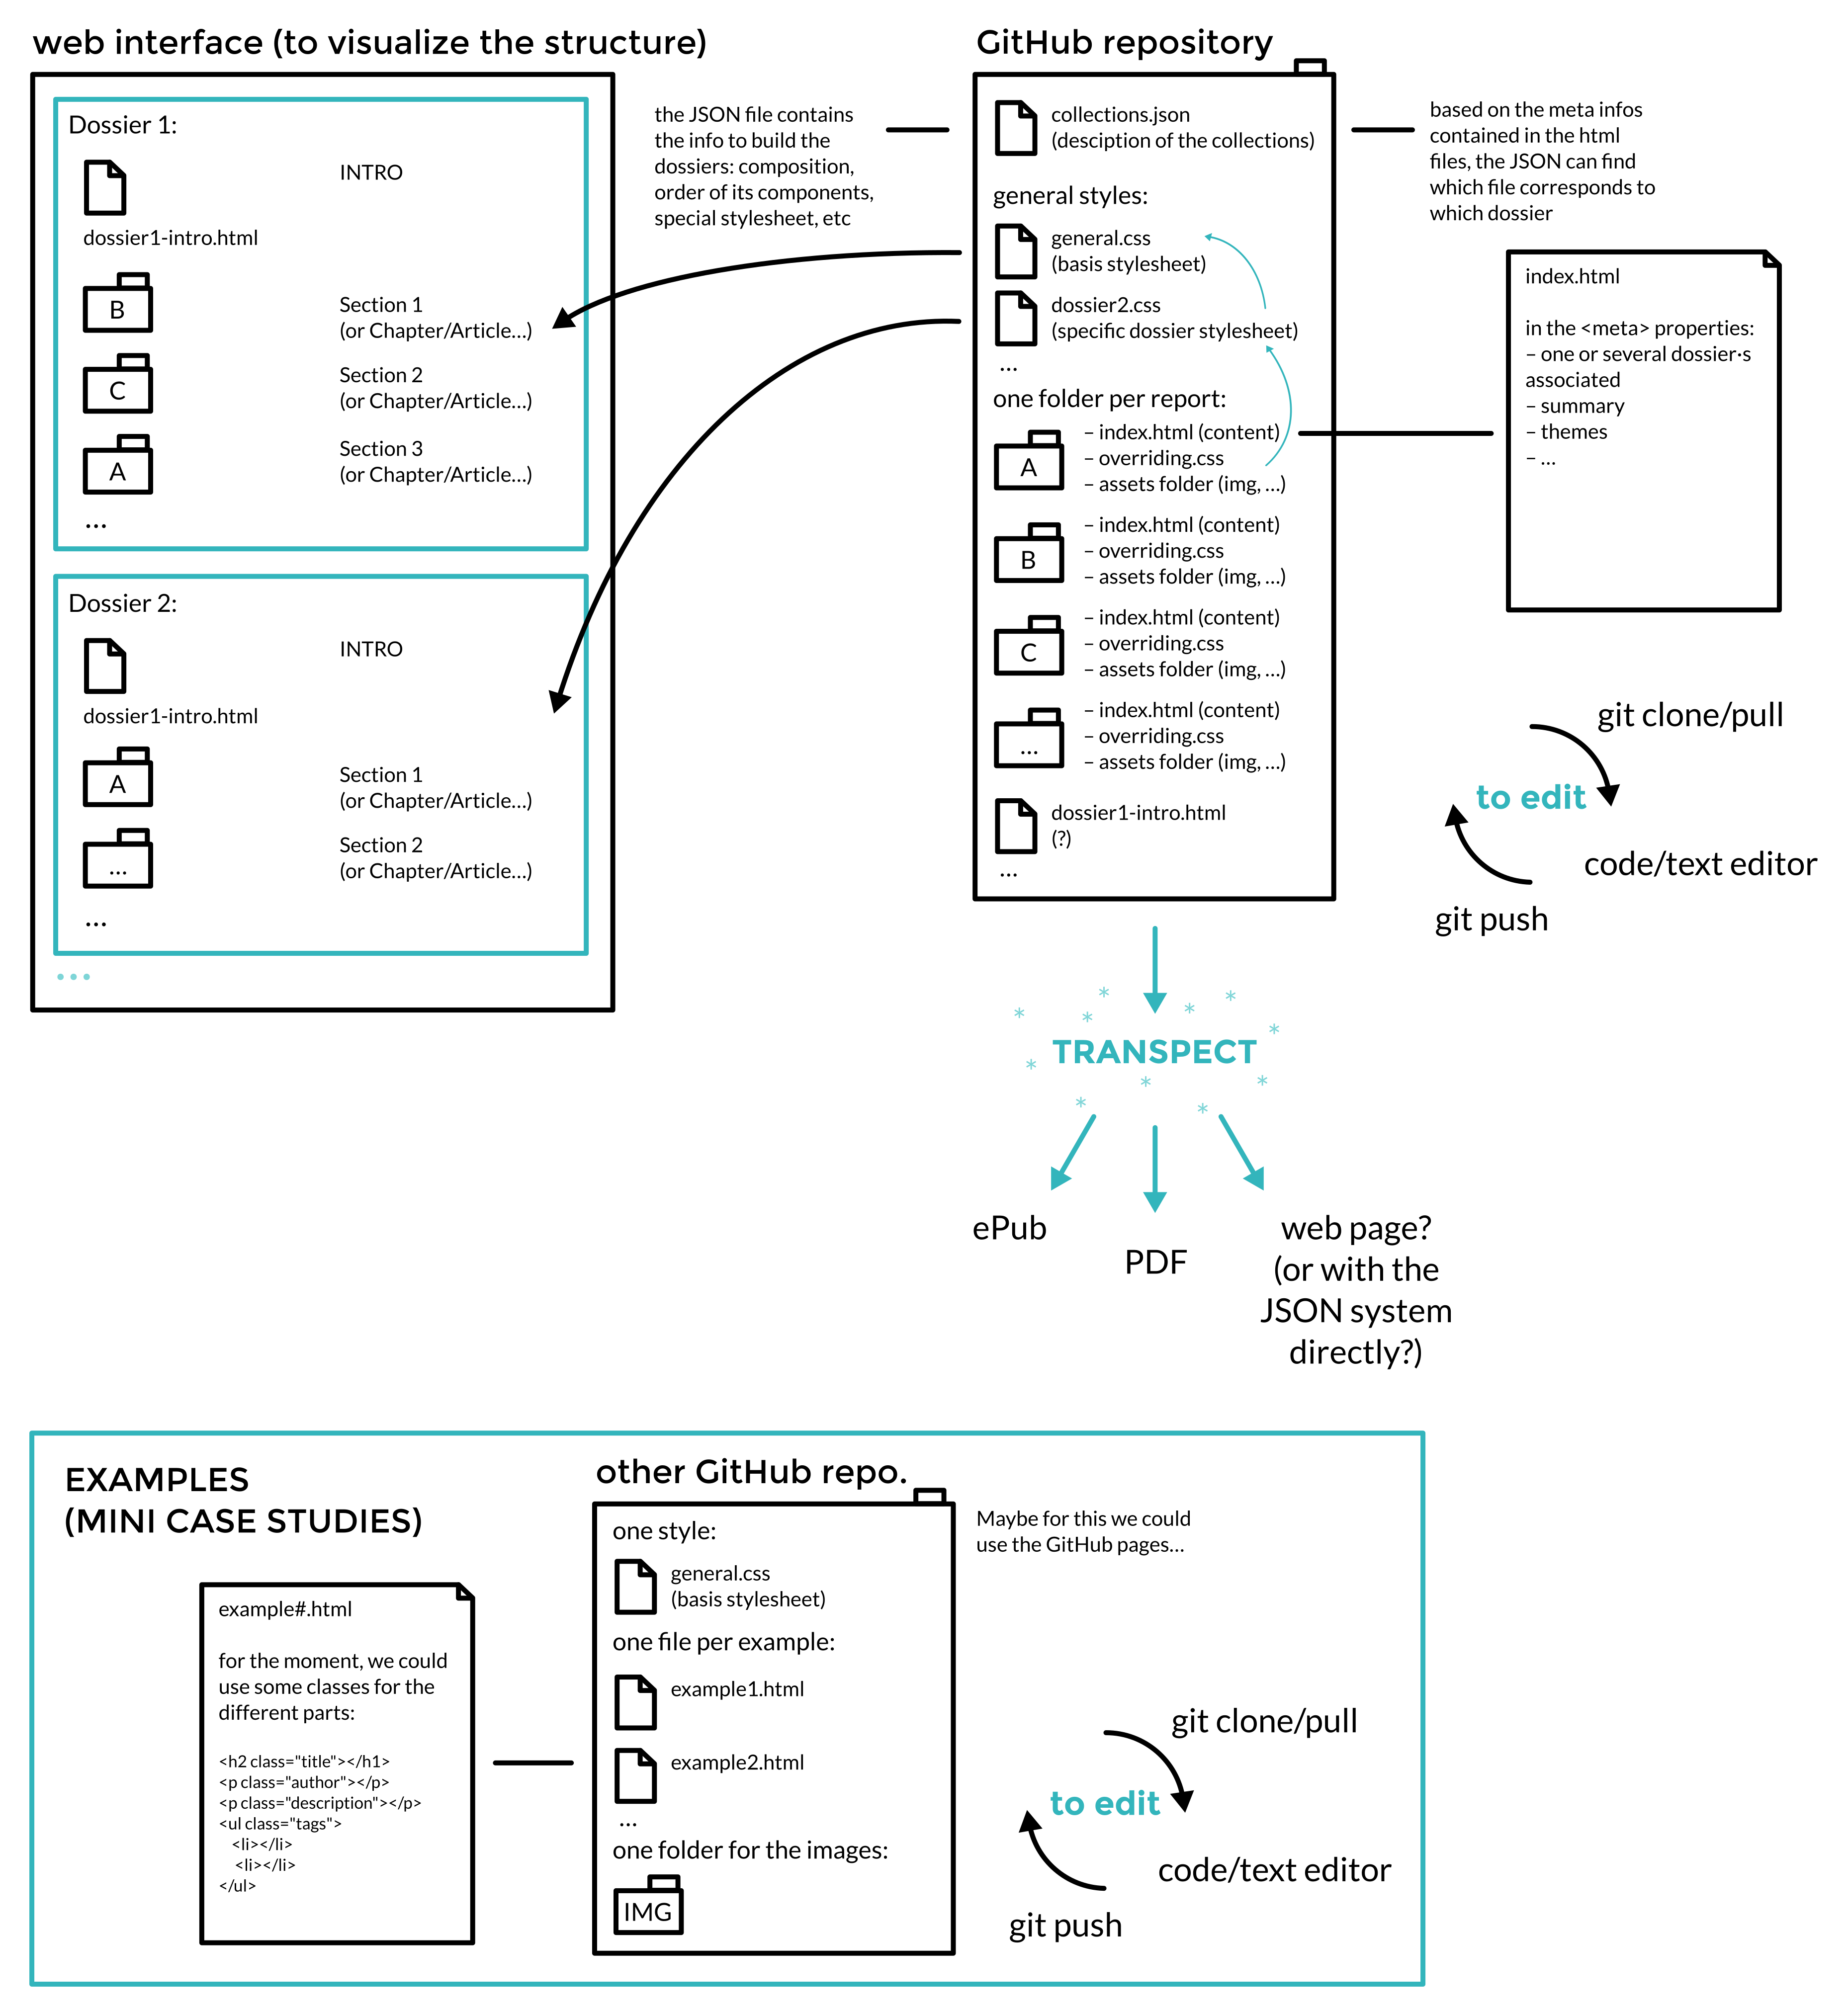 web interface (to visualize the structure)
Dossier 1:
INTRO
dossier1-intro.html
B
Section 1
(or Chapter/Article...)
C
Section 2
(or Chapter/Article...)
A
Section 3
(or Chapter/Article...)
...
Dossier 2:
INTRO
dossier1-intro.html
A
Section 1
(or Chapter/Article...)
...
Section 2
(or Chapter/Article...)
...
...
the JSON file contains
the info to build the
dossiers: composition,
order of its components,
special stylesheet, etc
GitHub repository
collections.json
(desciption of the collections)
general styles:
general.css
(basis stylesheet)
dossier2.css
(specific dossier stylesheet)
...
one folder per report:
A
– index.html (content)
– overriding.css
– assets folder (img, ...)
B
– index.html (content)
– overriding.css
– assets folder (img, ...)
C
– index.html (content)
– overriding.css
– assets folder (img, ...)
...
– index.html (content)
– overriding.css
– assets folder (img, ...)
dossier1-intro.html
(?)
...
based on the meta infos
contained in the html
files, the JSON can find
which file corresponds to
which dossier
index.html
in the <meta> properties:
– one or several dossier·s
associated
– summary
– themes
– ...
git clone/pull
to edit
code/text editor
git push
* * * * * * *
TRANSPECT
* * * * *
ePub
PDF
web page?
(or with the
JSON system
directly?)
EXAMPLES
(MINI CASE STUDIES)
example#.html
for the moment, we could
use some classes for the
different parts:
<h2 class="title"></h1>
<p class="author"></p>
<p class="description"></p>
<ul class="tags">
<li></li>
<li></li>
</ul>
other GitHub repo.
one style:
general.css
(basis stylesheet)
one file per example:
example1.html
example2.html
...
one folder for the images:
IMG
Maybe for this we could
use the GitHub pages...
git clone/pull
to edit
code/text editor
git push